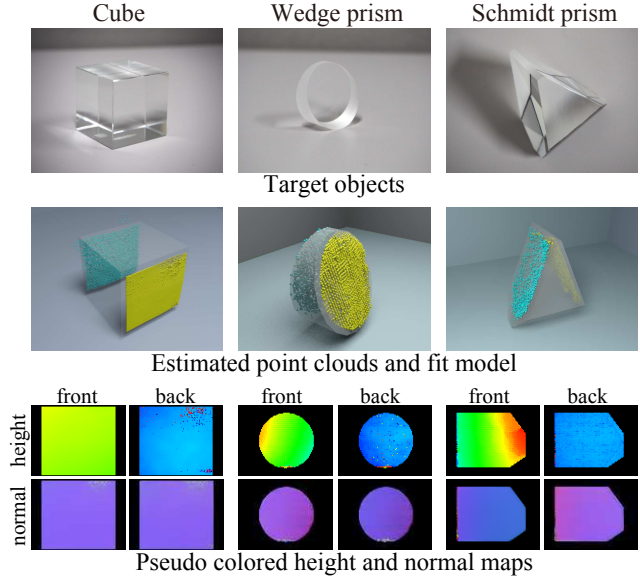 Cube Wedge prism Schmidt prism
Target objects
Estimated point clouds and fit model
front back front back front back
height
normal
Pseudo colored height and normal maps